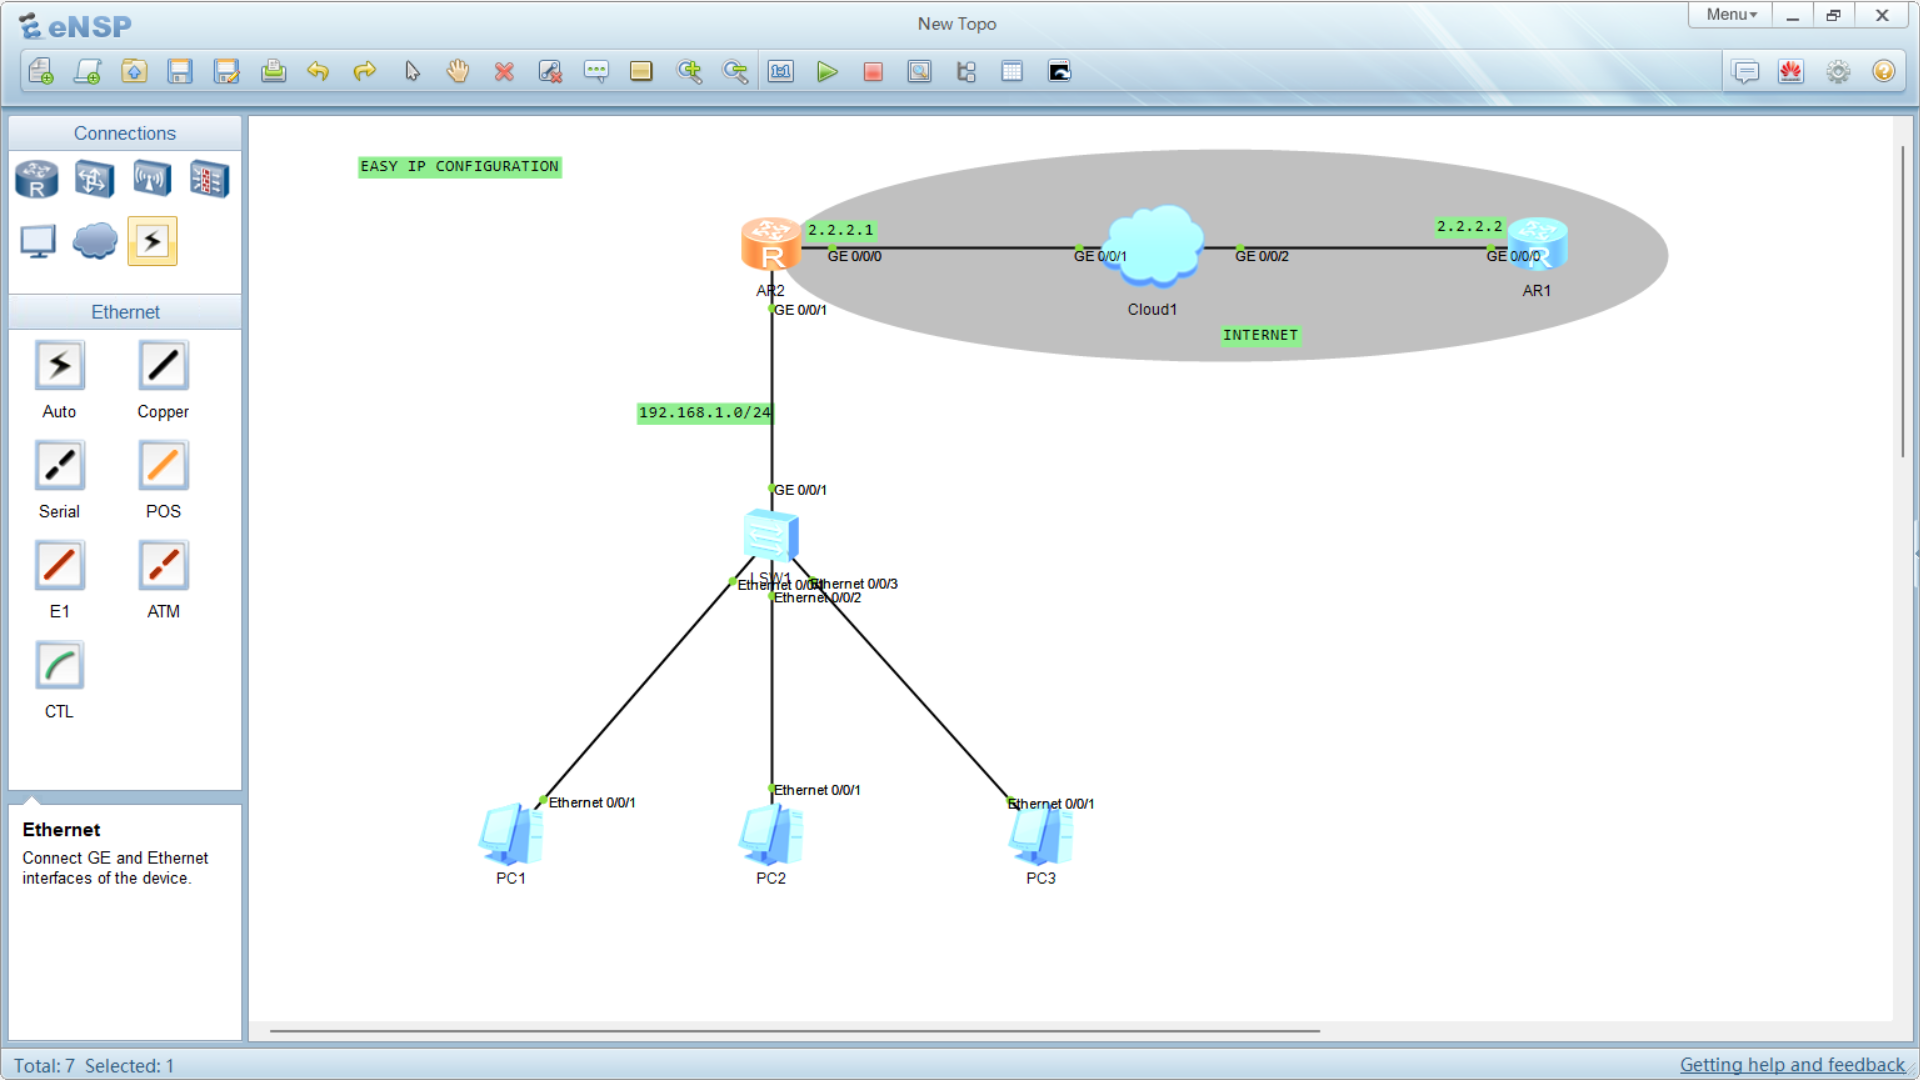 eNSP
New Topo
Menu
Connections
EASY IP CONFIGURATION
2.2.2.1
2.2.2.2
GE 0/0/0
GE 0/0/1
GE 0/0/2
GE 0/0/0
AR2
AR1
Cloud1
GE 0/0/1
INTERNET
Ethernet
Auto
Copper
192.168.1.0/24
GE 0/0/1
Serial
POS
LSW1
Ethernet 0/0/1
Ethernet 0/0/3
Ethernet 0/0/2
E1
ATM
CTL
Ethernet 0/0/1
Ethernet 0/0/1
Ethernet 0/0/1
PC1
PC2
PC3
Ethernet
Connect GE and Ethernet
interfaces of the device.
Total: 7 Selected: 1
Getting help and feedback